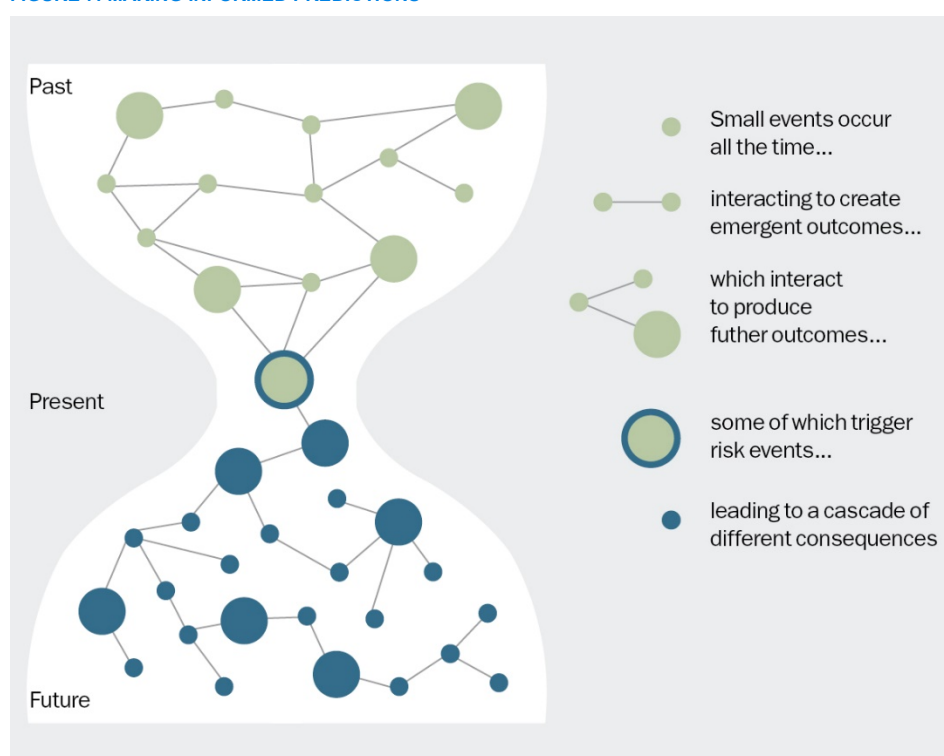 Past
Small events occur
all the time...
interacting to create
emergent outcomes...
which interact
to produce
futher outcomes...
Present
some of which trigger
risk events...
leading to a cascade of
different consequences
Future